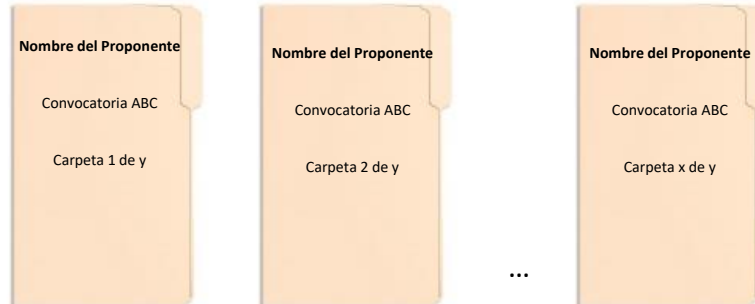 Nombre del Proponente
Convocatoria ABC
Carpeta 1 de y
Nombre del Proponente
Convocatoria ABC
Carpeta 2 de y
...
Nombre del Proponente
Convocatoria ABC
Carpeta x de y